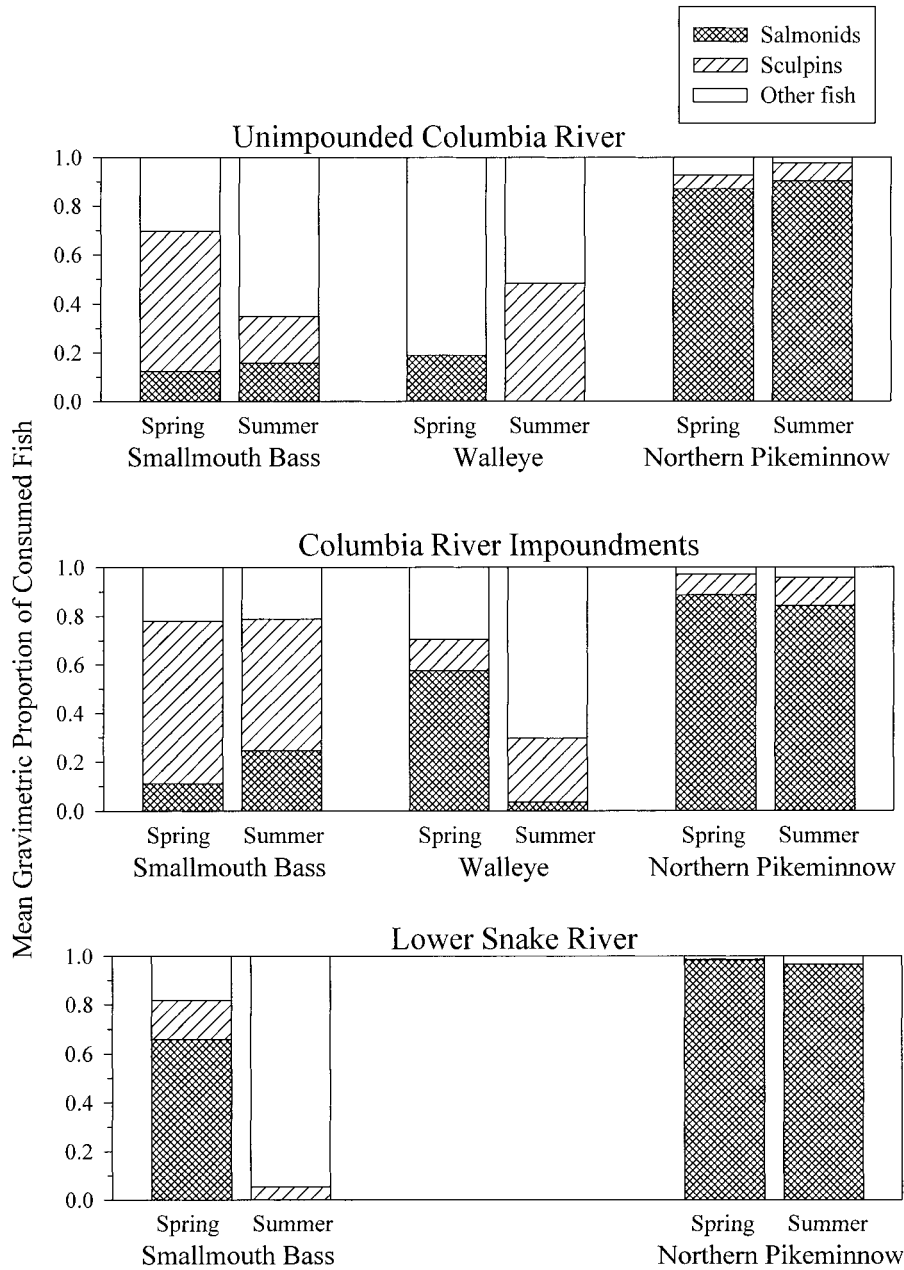 Salmonids
Sculpins
Other fish
Mean Gravimetric Proportion of Consumed Fish
Unimpounded Columbia River
1.0
0.8
0.6
0.4
0.2
0.0
Spring Summer Spring Summer Spring Summer
Smallmouth Bass Walleye Northern Pikeminnow
Columbia River Impoundments
1.0
0.8
0.6
0.4
0.2
0.0
Spring Summer Spring Summer Spring Summer
Smallmouth Bass Walleye Northern Pikeminnow
Lower Snake River
1.0
0.8
0.6
0.4
0.2
0.0
Spring Summer Spring Summer
Smallmouth Bass Northern Pikeminnow